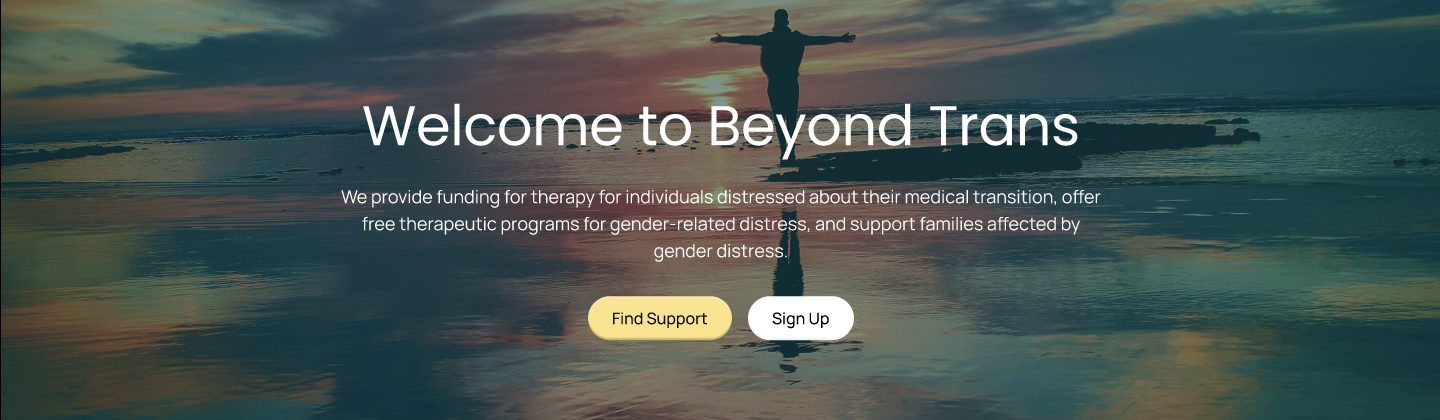 Welcome to Beyond Trans
We provide funding for therapy for individuals distressed about their medical transition, offer
free therapeutic programs for gender-related distress, and support families affected by
gender distress.
Find Support
Sign Up